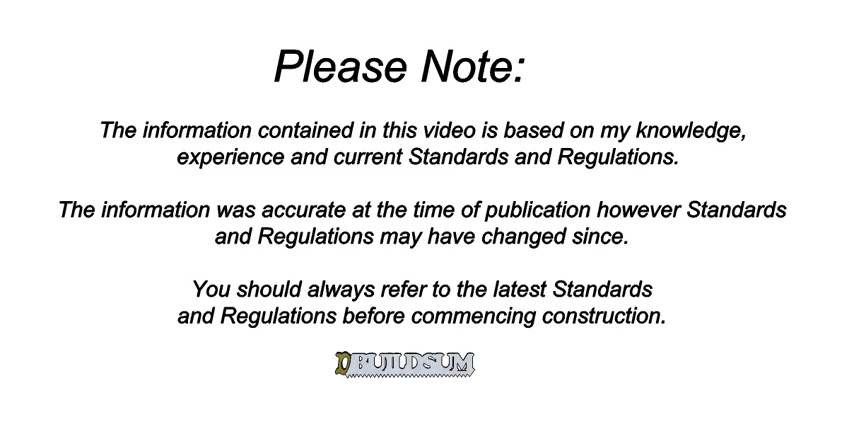 Please Note:
The information contained in this video is based on my knowledge,
experience and current Standards and Regulations.
The information was accurate at the time of publication however Standards
and Regulations may have changed since.
You should always refer to the latest Standards
and Regulations before commencing construction.
BUILDSUM